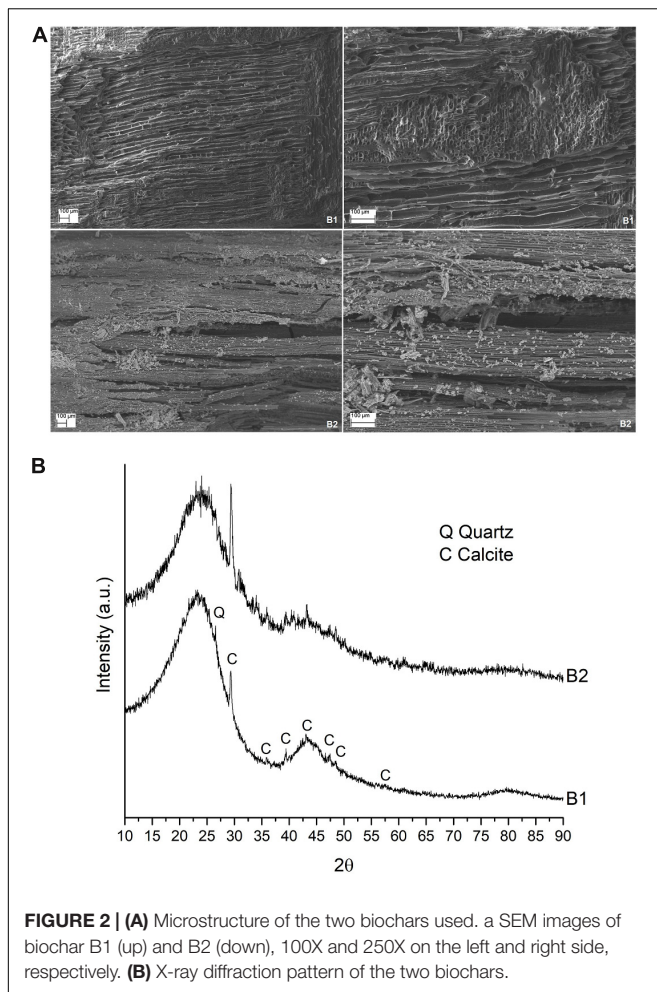 A
100 µm
B1
100 µm
B1
100 µm
B2
100 µm
B2
B
Q Quartz
C Calcite
Intensity (a.u.)
Q
C
C
C
C
C
C
C
B2
B1
10 15 20 25 30 35 40 45 50 55 60 65 70 75 80 85 90
2θ
FIGURE 2 | (A) Microstructure of the two biochars used. a SEM images of
biochar B1 (up) and B2 (down), 100X and 250X on the left and right side,
respectively. (B) X-ray diffraction pattern of the two biochars.